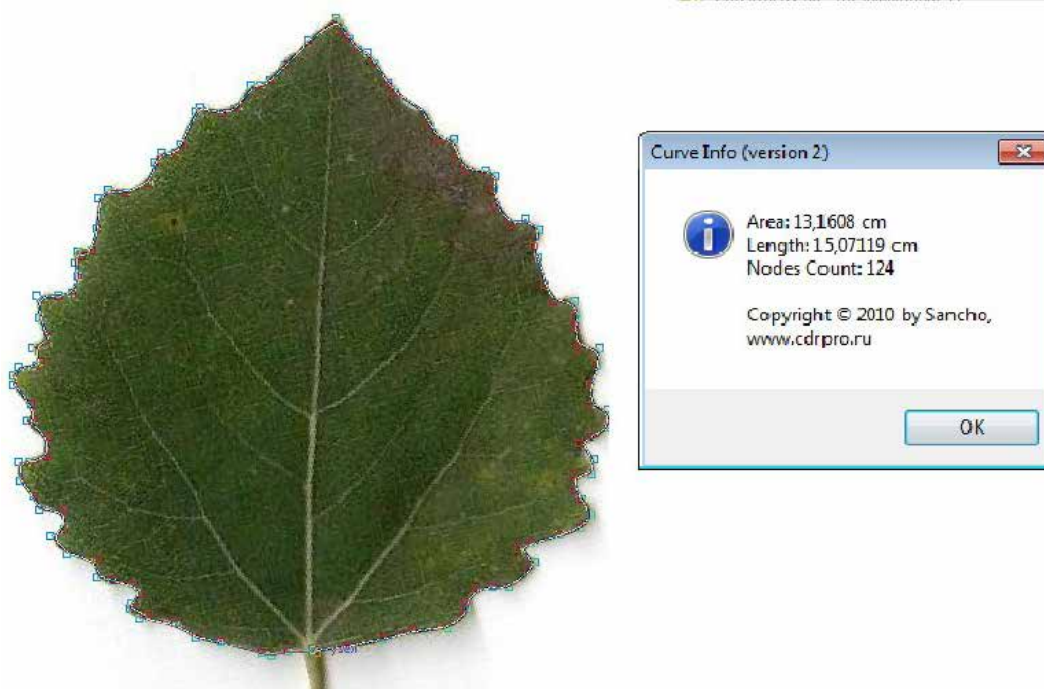 Curve Info (version 2)
Area: 13,1608 cm
Length: 15,07119 cm
Nodes Count: 124
Copyright © 2010 by Sancho,
www.cdrpro.ru
OK